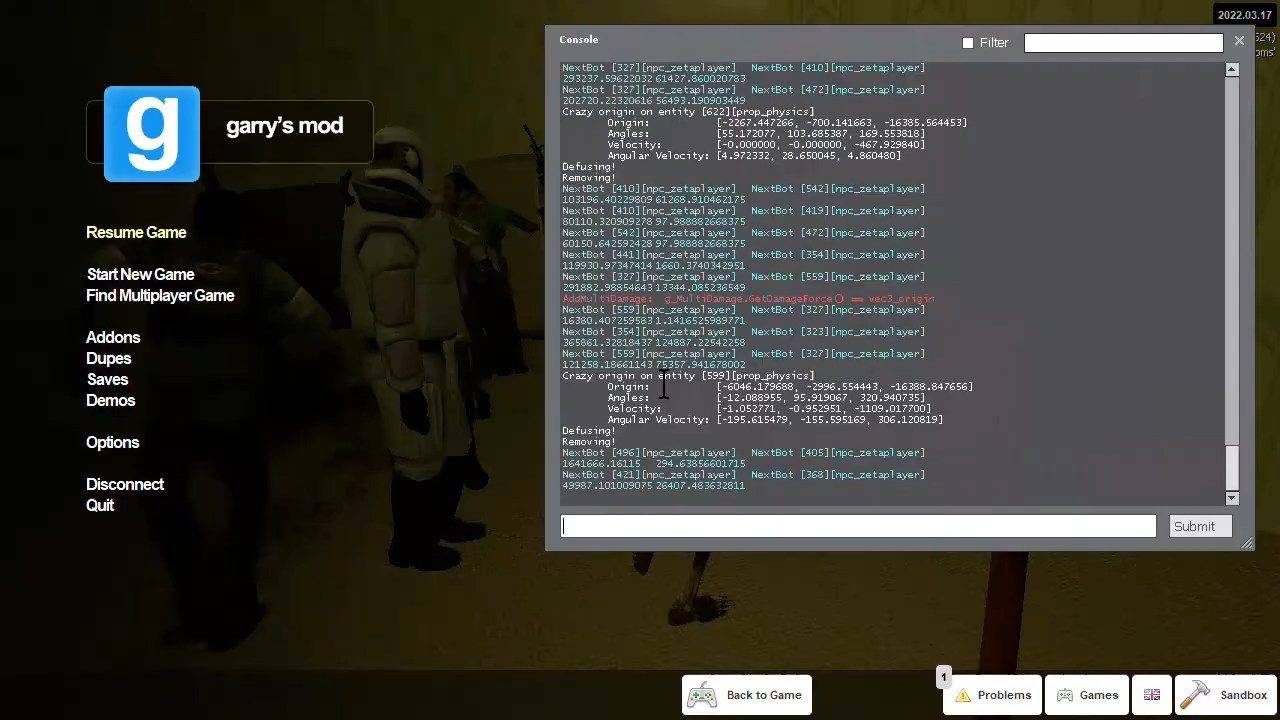 2022.03.17
524)
oms'
g
garry's mod
Resume Game
Start New Game
Find Multiplayer Game
Addons
Dupes
Saves
Demos
Options
Disconnect
Quit
Console
Filter
NextBot [327][npc_zetaplayer] NextBot [410][npc_zetaplayer]
293237.59622032 61427.860020783
NextBot [327][npc_zetaplayer] NextBot [472][npc_zetaplayer]
202720.22320616 56493.190903449
Crazy origin on entity [622][prop_physics]
Origin: [-2267.447266, -700.141663, -16385.564453]
Angles: [55.172077, 103.685387, 169.553818]
Velocity: [-0.000000, -0.000000, -467.929840]
Angular Velocity: [4.972332, 28.650045, 4.860480]
Defusing!
Removing!
NextBot [410][npc_zetaplayer] NextBot [542][npc_zetaplayer]
103196.40229809 61268.910462175
NextBot [410][npc_zetaplayer] NextBot [419][npc_zetaplayer]
80110.320909278 97.988882668375
NextBot [542][npc_zetaplayer] NextBot [472][npc_zetaplayer]
60150.642592428 97.988882668375
NextBot [441][npc_zetaplayer] NextBot [354][npc_zetaplayer]
119930.97347414 1660.3740342951
NextBot [327][npc_zetaplayer] NextBot [559][npc_zetaplayer]
291882.98854643 13344.085236549
AddMultiDamage: g_MultiDamage.GetDamageForce() == vec3_origin
NextBot [559][npc_zetaplayer] NextBot [327][npc_zetaplayer]
16380.407259583 1.1416525989771
NextBot [354][npc_zetaplayer] NextBot [323][npc_zetaplayer]
365861.32818437 124887.22542258
NextBot [559][npc_zetaplayer] NextBot [327][npc_zetaplayer]
121258.18661143 75357.941678002
Crazy origin on entity [599][prop_physics]
Origin: [-6046.179688, -2996.554443, -16388.847656]
Angles: [-12.088955, 95.919067, 320.940735]
Velocity: [-1.052771, -0.952951, -1109.017700]
Angular Velocity: [-195.615479, -155.595169, 306.120819]
Defusing!
Removing!
NextBot [496][npc_zetaplayer] NextBot [405][npc_zetaplayer]
1641666.16115 294.63856601715
NextBot [421][npc_zetaplayer] NextBot [368][npc_zetaplayer]
49987.101009075 26407.483632811
Submit
Back to Game
1
Problems
Games
Sandbox